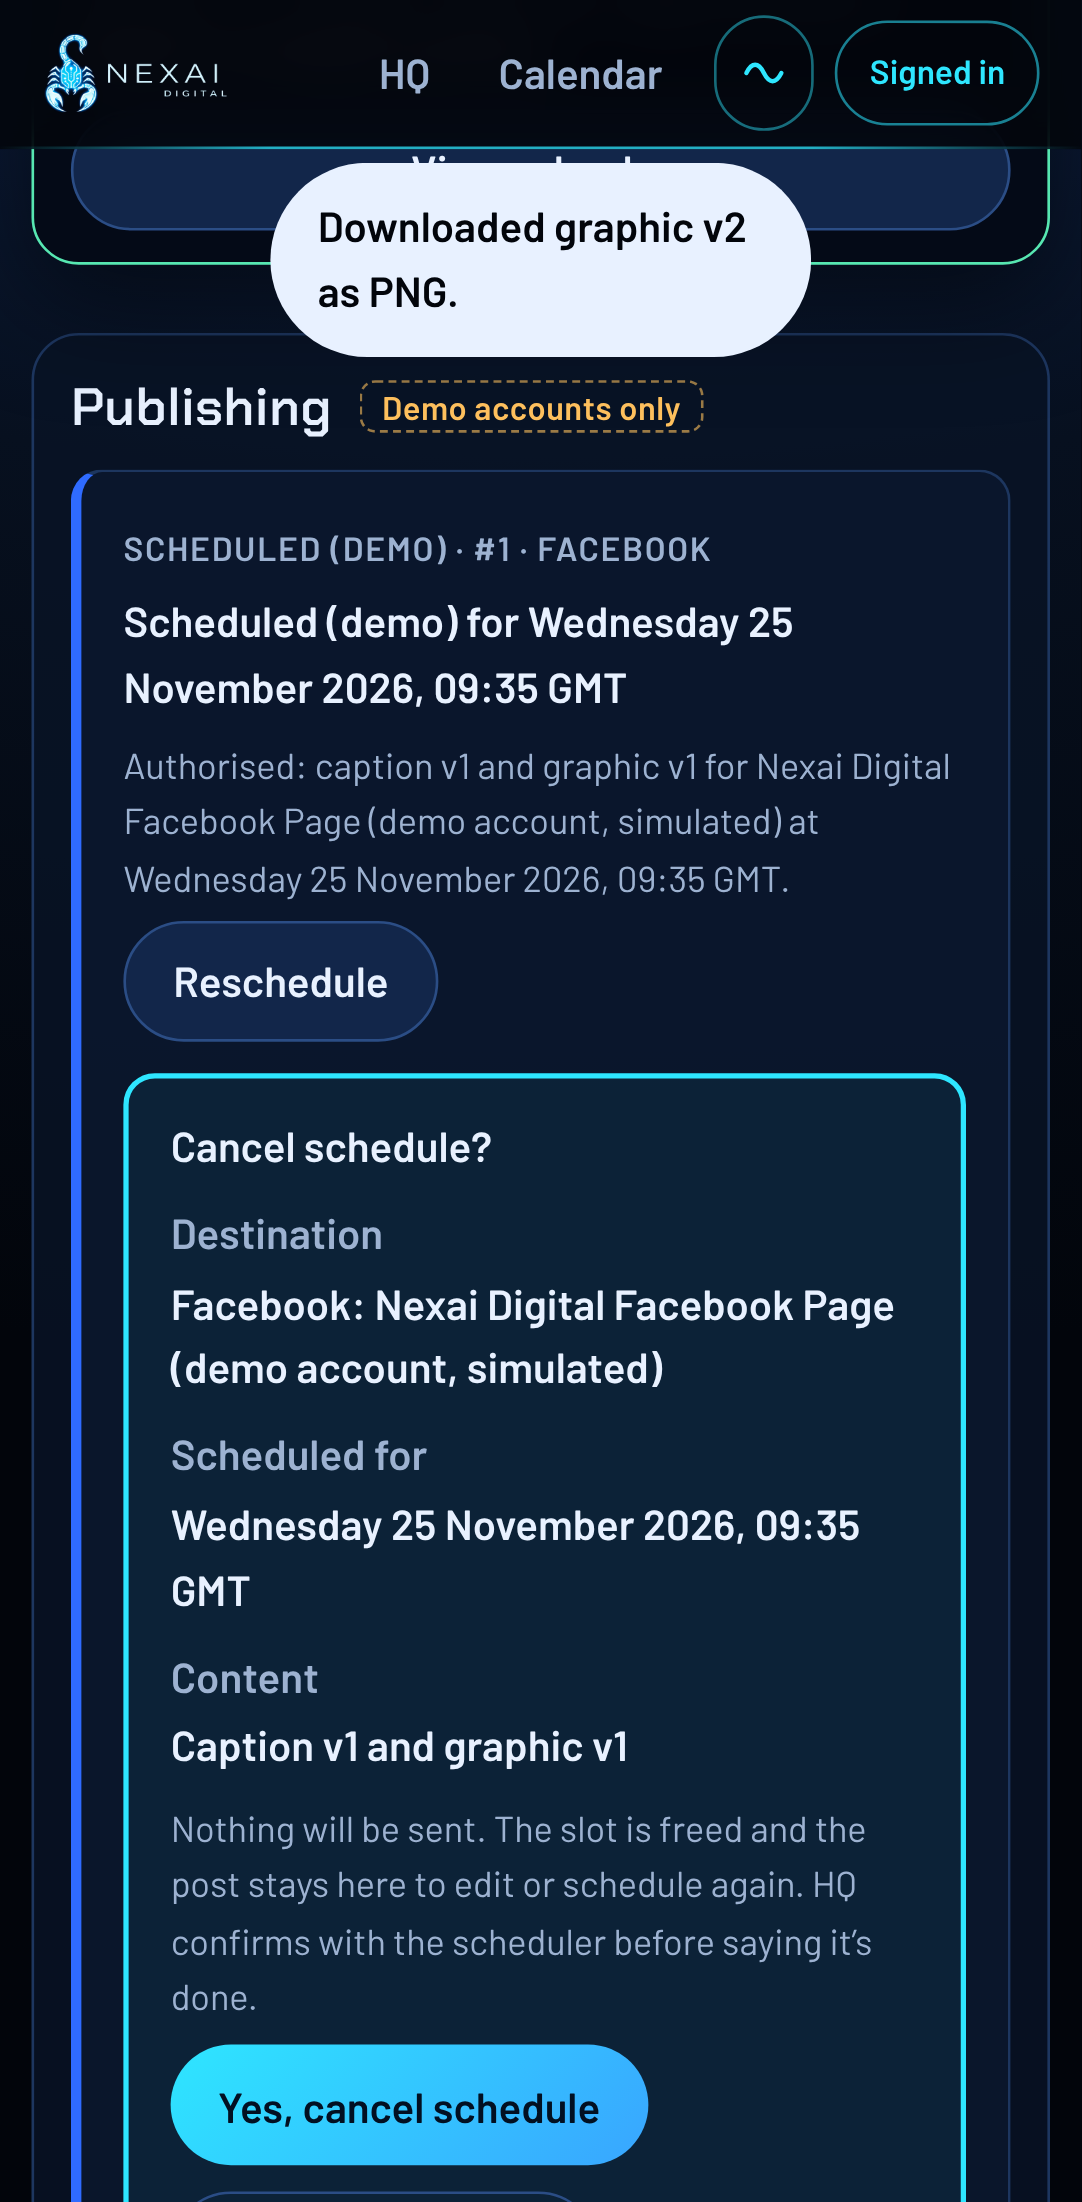 NEXAI
DIGITAL
HQ
Calendar
Signed in
Downloaded graphic v2
as PNG.
Publishing
Demo accounts only
SCHEDULED (DEMO) · #1 · FACEBOOK
Scheduled (demo) for Wednesday 25
November 2026, 09:35 GMT
Authorised: caption v1 and graphic v1 for Nexai Digital
Facebook Page (demo account, simulated) at
Wednesday 25 November 2026, 09:35 GMT.
Reschedule
Cancel schedule?
Destination
Facebook: Nexai Digital Facebook Page
(demo account, simulated)
Scheduled for
Wednesday 25 November 2026, 09:35
GMT
Content
Caption v1 and graphic v1
Nothing will be sent. The slot is freed and the
post stays here to edit or schedule again. HQ
confirms with the scheduler before saying it’s
done.
Yes, cancel schedule